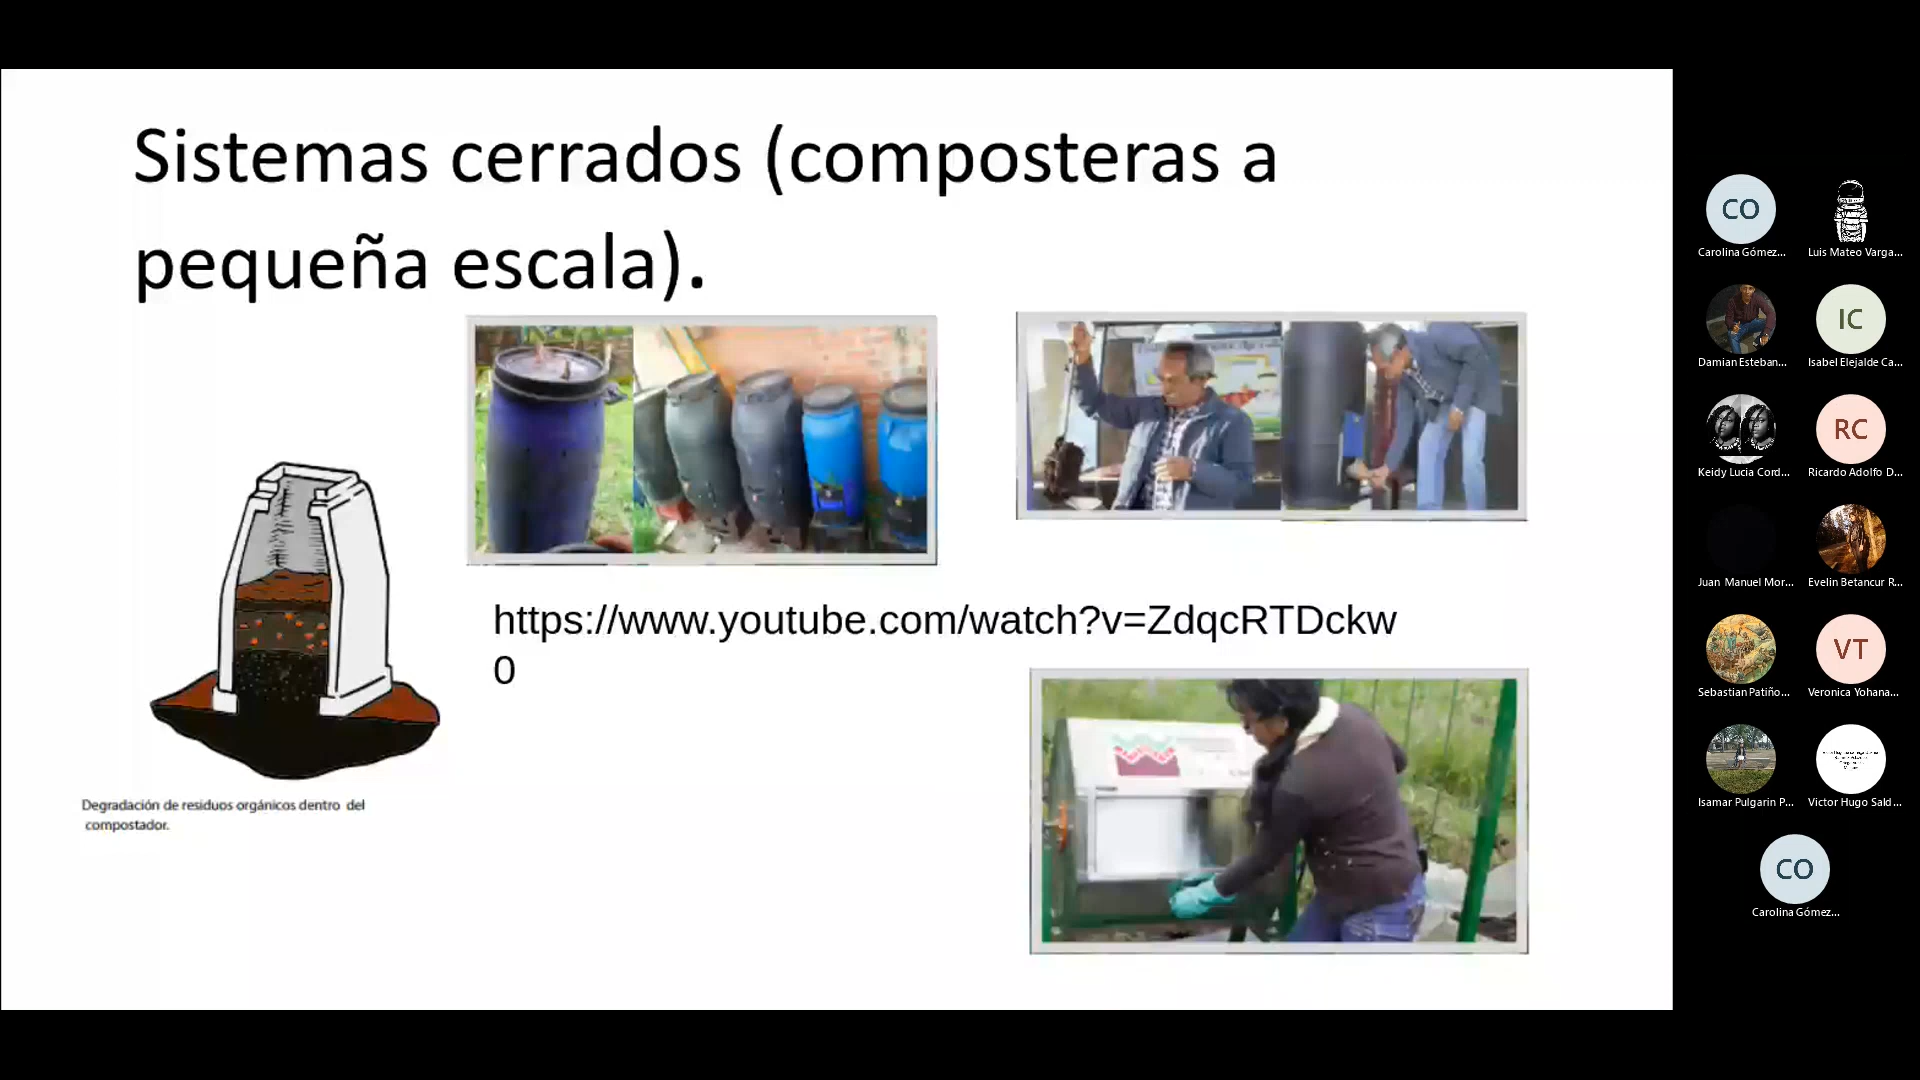 Sistemas cerrados (composteras a
pequeña escala).
https://www.youtube.com/watch?v=ZdqcRTDckw
0
Degradación de residuos orgánicos dentro del
compostador.
CO
Carolina Gómez...
Luis Mateo Varga...
Damian Esteban...
IC
Isabel Elejalde Ca...
Keidy Lucia Cord...
RC
Ricardo Adolfo D...
Juan Manuel Mor...
Evelin Betancur R...
Sebastian Patiño...
VT
Veronica Yohana...
Isamar Pulgarin P...
Victor Hugo Sald...
CO
Carolina Gómez...